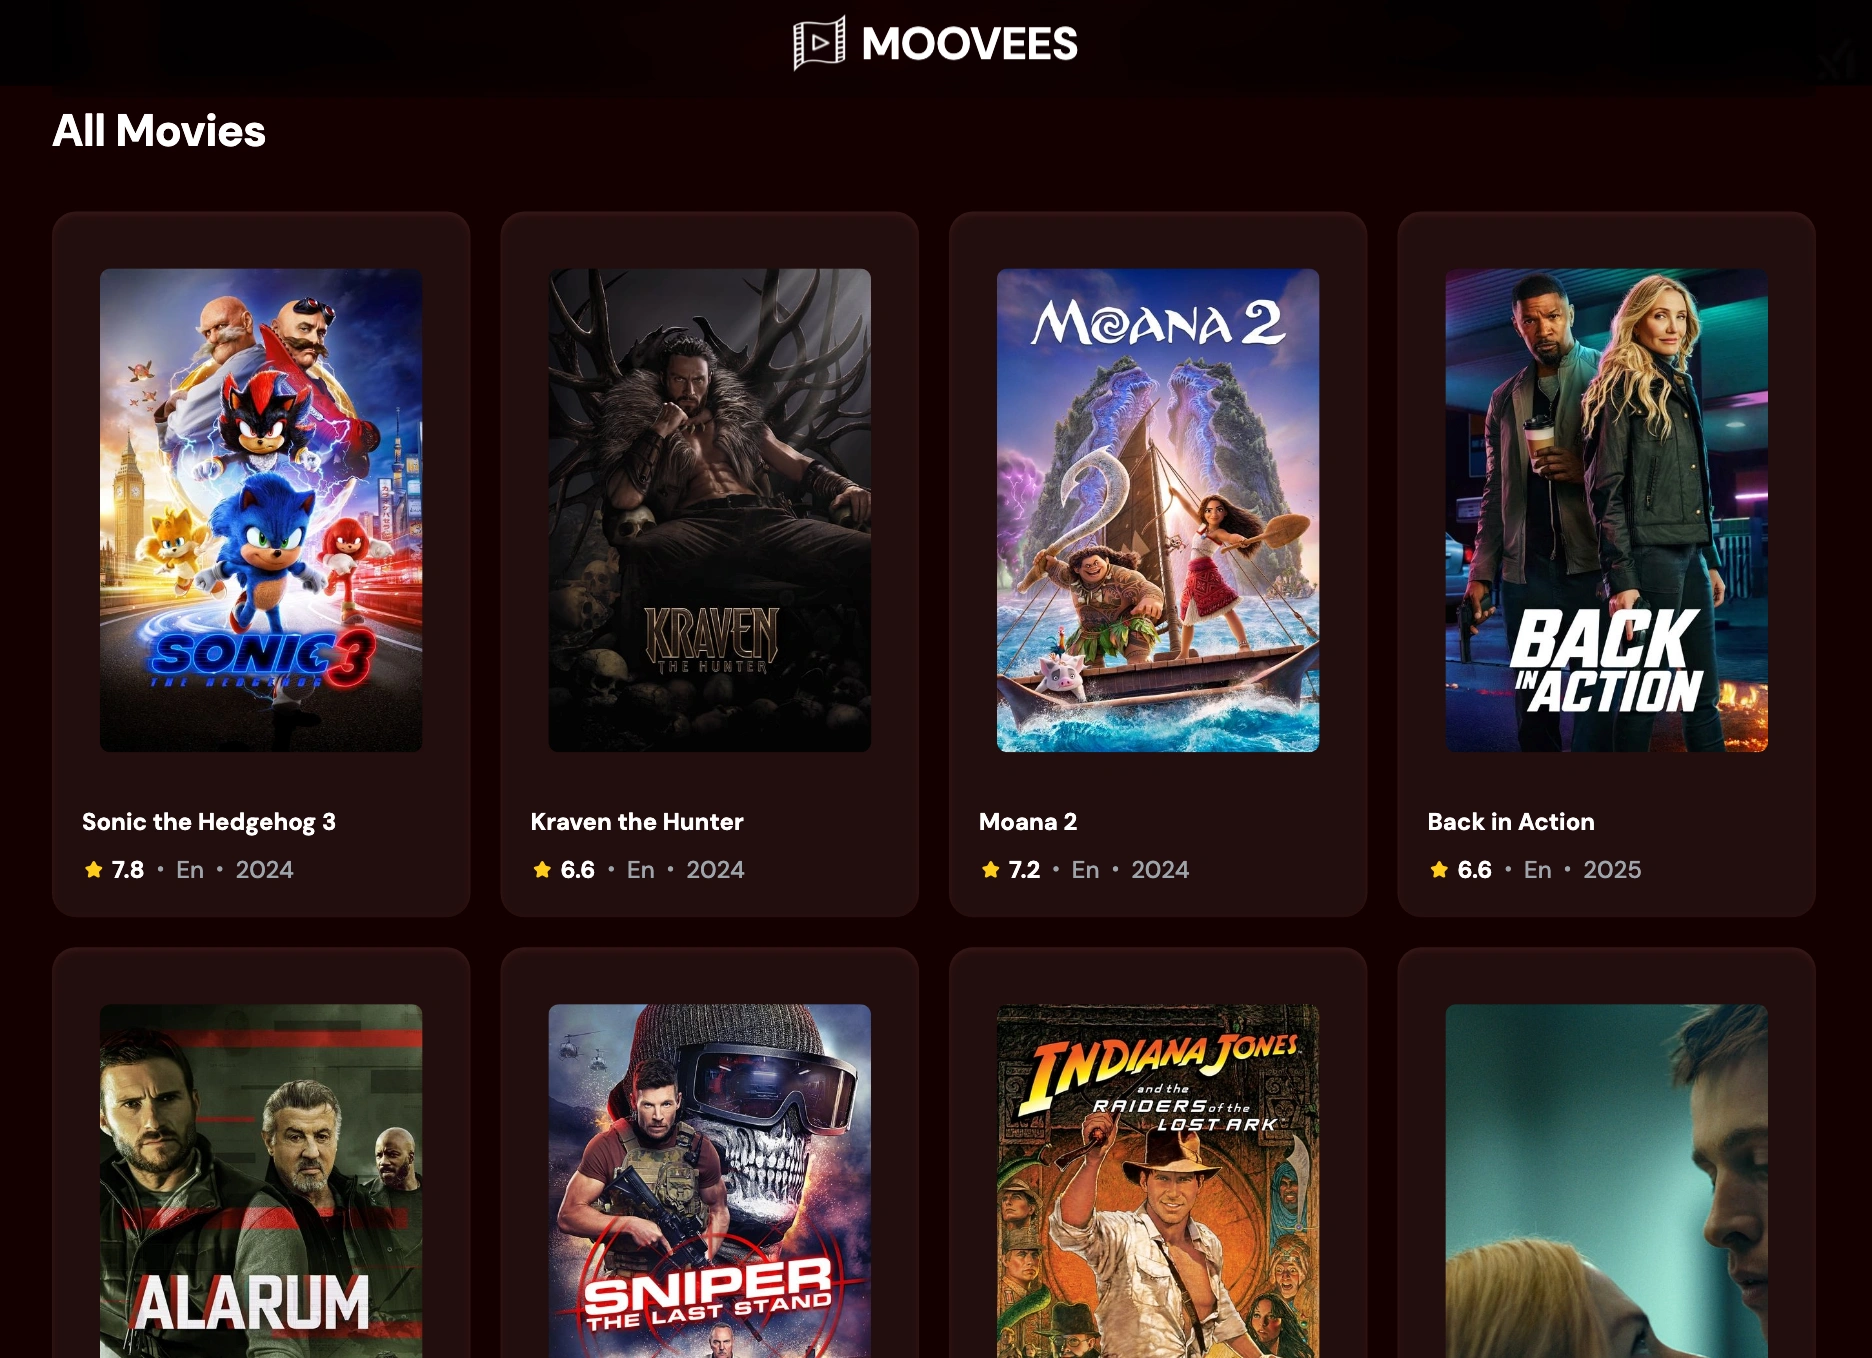 MOOVEES
All Movies
SONIC 3
THE HEDGEHOG
KRAVEN
THE HUNTER
MOANA 2
BACK
IN ACTION
Sonic the Hedgehog 3
7.8 • En • 2024
Kraven the Hunter
6.6 • En • 2024
Moana 2
7.2 • En • 2024
Back in Action
6.6 • En • 2025
ALARUM
SNIPER
THE LAST STAND
INDIANA JONES
and the
RAIDERS of the
LOST ARK